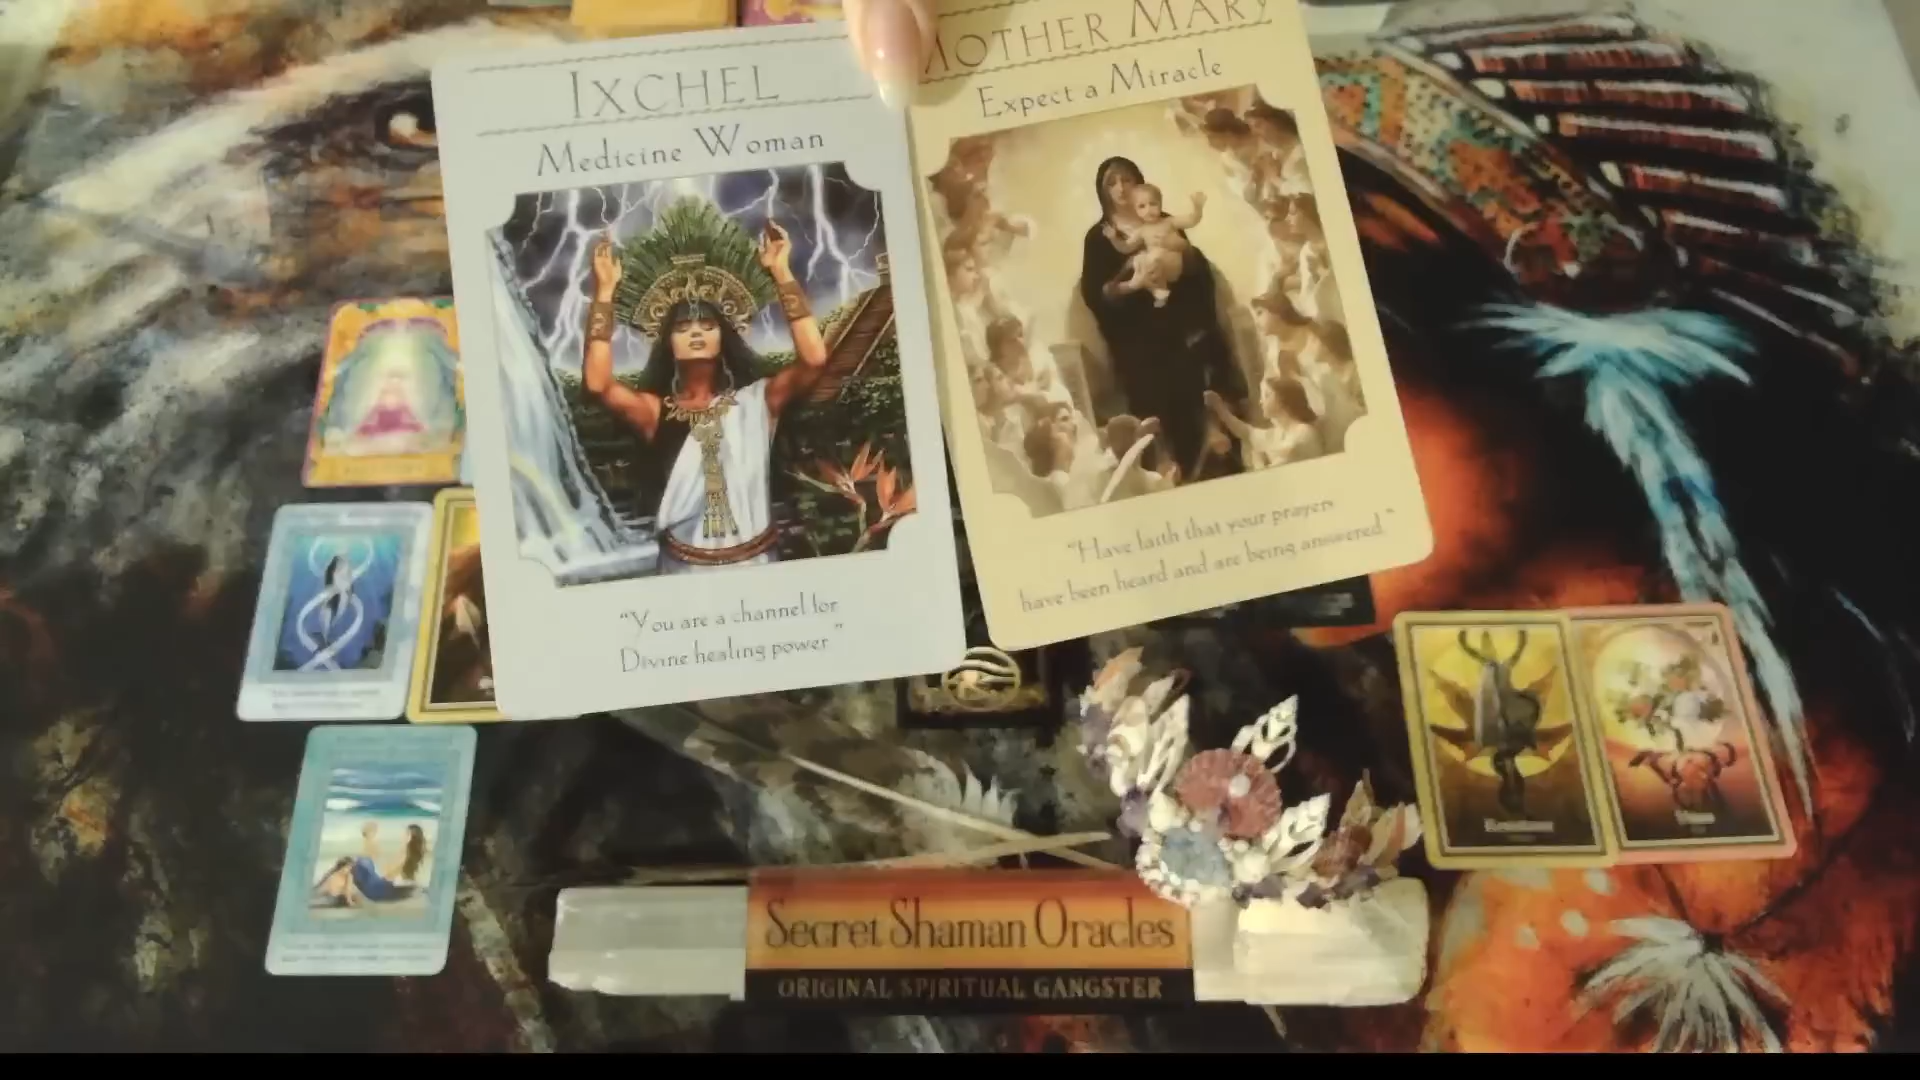 IXCHEL
Medicine Woman
"You are a channel for
Divine healing power"
MOTHER MARY
Expect a Miracle
"Have faith that your prayers
have been heard and are being answered."
Secret Shaman Oracles
ORIGINAL SPIRITUAL GANGSTER